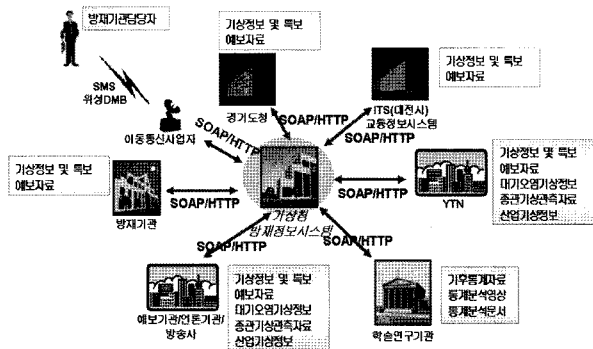 방재기관담당자
SMS
위성DMB
이동통신사업자
기상정보 및 특보
예보자료
경기도청
SOAP/HTTP
기상정보 및 특보
예보자료
ITS(대전시)
교통정보시스템
SOAP/HTTP
SOAP/HTTP
기상정보 및 특보
예보자료
방재기관
SOAP/HTTP
기상청
방재정보시스템
SOAP/HTTP
YTN
기상정보 및 특보
예보자료
대기오염기상정보
종관기상관측자료
산업기상정보
SOAP/HTTP
예보기관/언론기관/
방송사
기상정보 및 특보
예보자료
대기오염기상정보
종관기상관측자료
산업기상정보
SOAP/HTTP
학술연구기관
기후통계자료
통계분석영상
통계분석문서